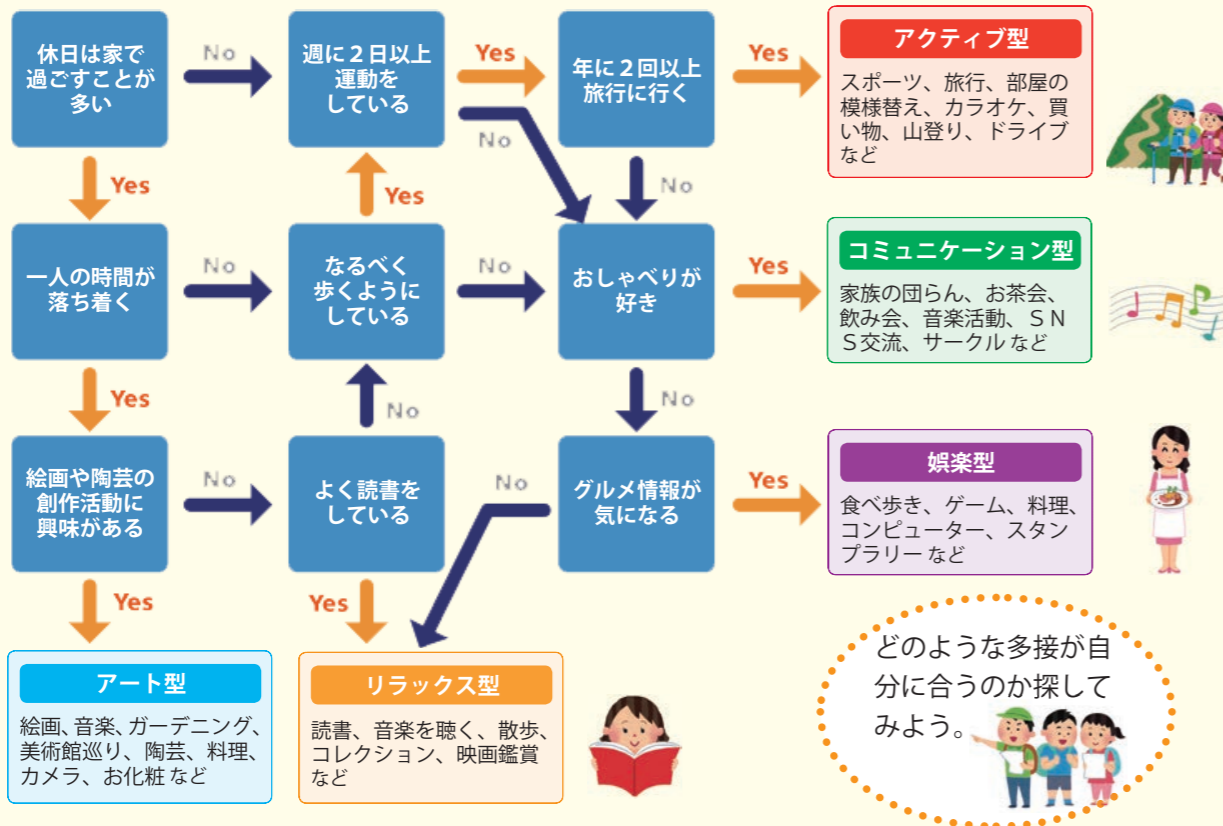 休日は家で
過ごすことが
多い
No
週に２日以上
運動を
している
Yes
年に２回以上
旅行に行く
Yes
アクティブ型
スポーツ、旅行、部屋の
模様替え、カラオケ、買
い物、山登り、ドライブ
など
Yes
Yes
No
No
一人の時間が
落ち着く
No
なるべく
歩くように
している
No
おしゃべりが
好き
Yes
コミュニケーション型
家族の団らん、お茶会、
飲み会、音楽活動、ＳＮ
Ｓ交流、サークル など
Yes
No
No
絵画や陶芸の
創作活動に
興味がある
No
よく読書を
している
No
グルメ情報が
気になる
Yes
娯楽型
食べ歩き、ゲーム、料理、
コンピューター、スタン
プラリー など
Yes
Yes
アート型
絵画、音楽、ガーデニング、
美術館巡り、陶芸、料理、
カメラ、お化粧 など
リラックス型
読書、音楽を聴く、散歩、
コレクション、映画鑑賞
など
どのような多接が自
分に合うのか探して
みよう。